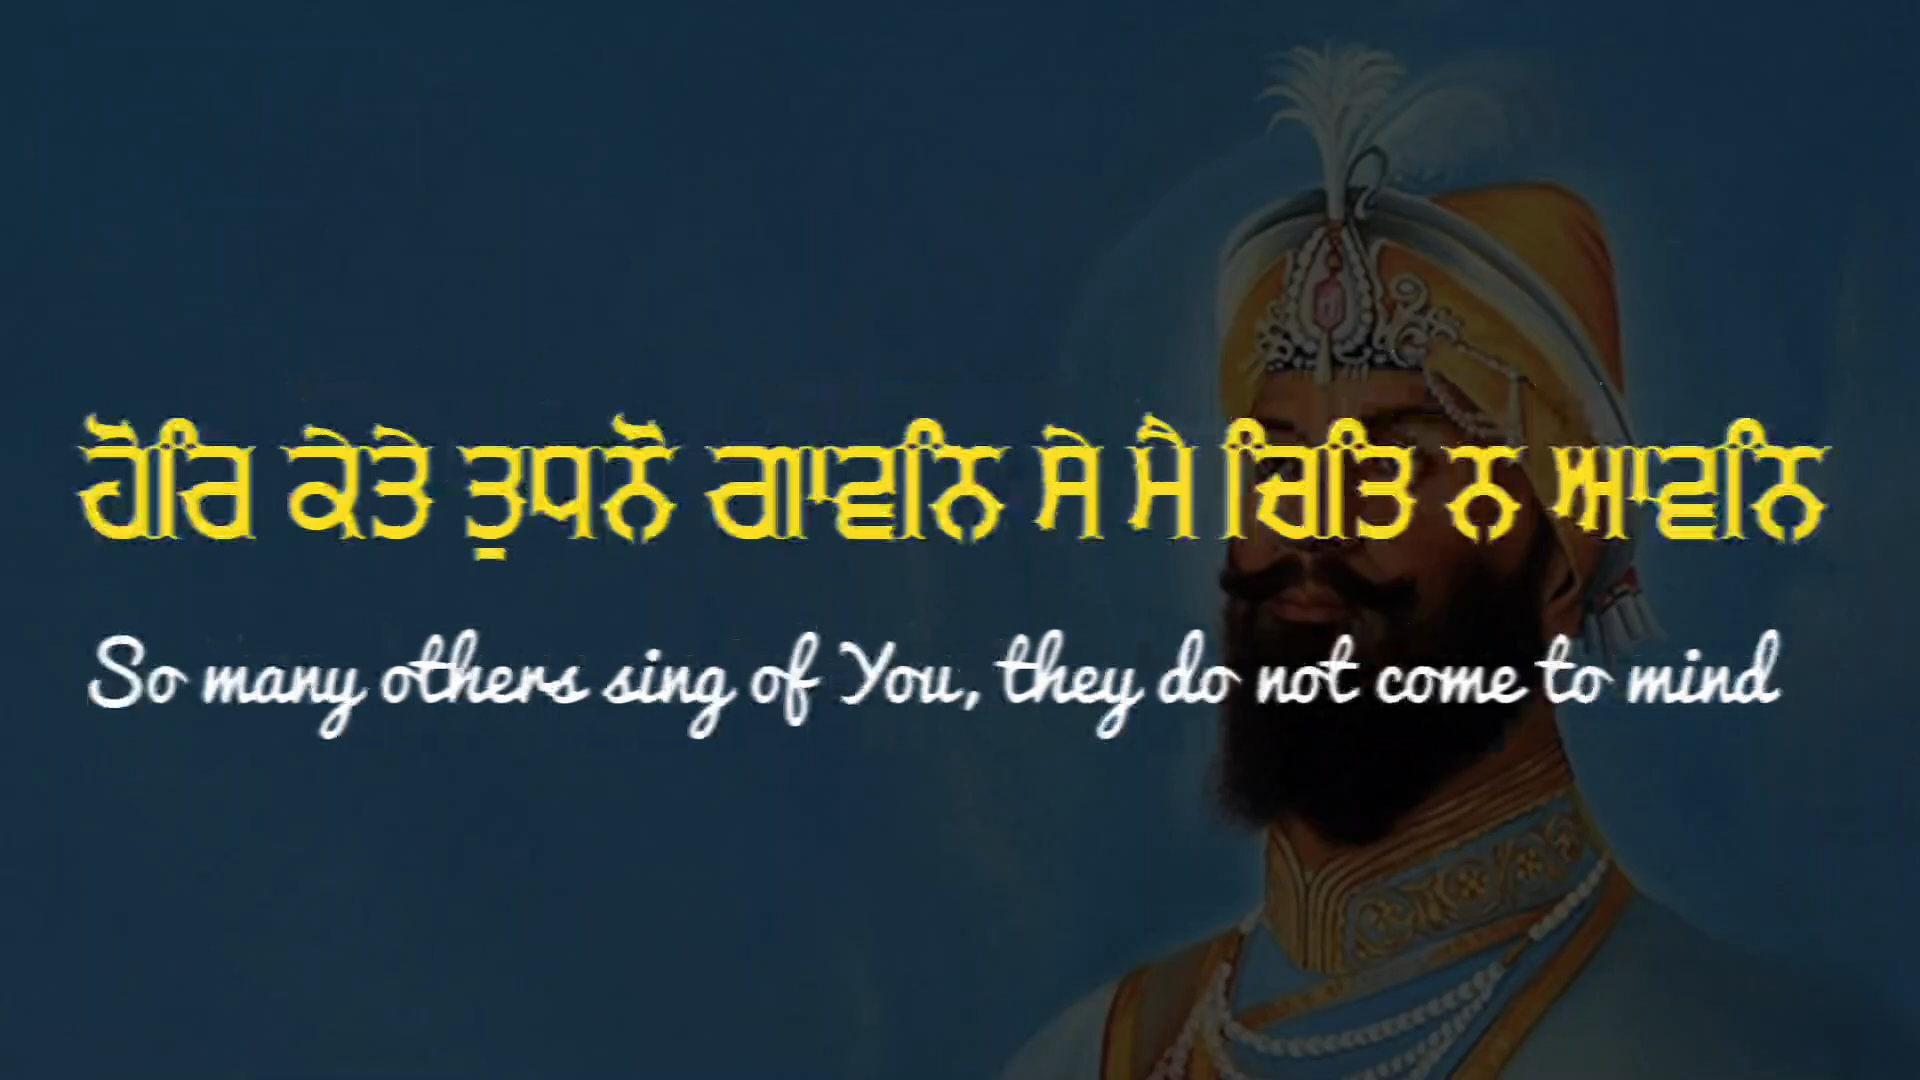 ਹੋਰਿ ਕੇਤੇ ਤੁਧਨੋ ਗਾਵਨਿ ਸੇ ਮੈ ਚਿਤਿ ਨ ਆਵਨਿ
So many others sing of You, they do not come to mind